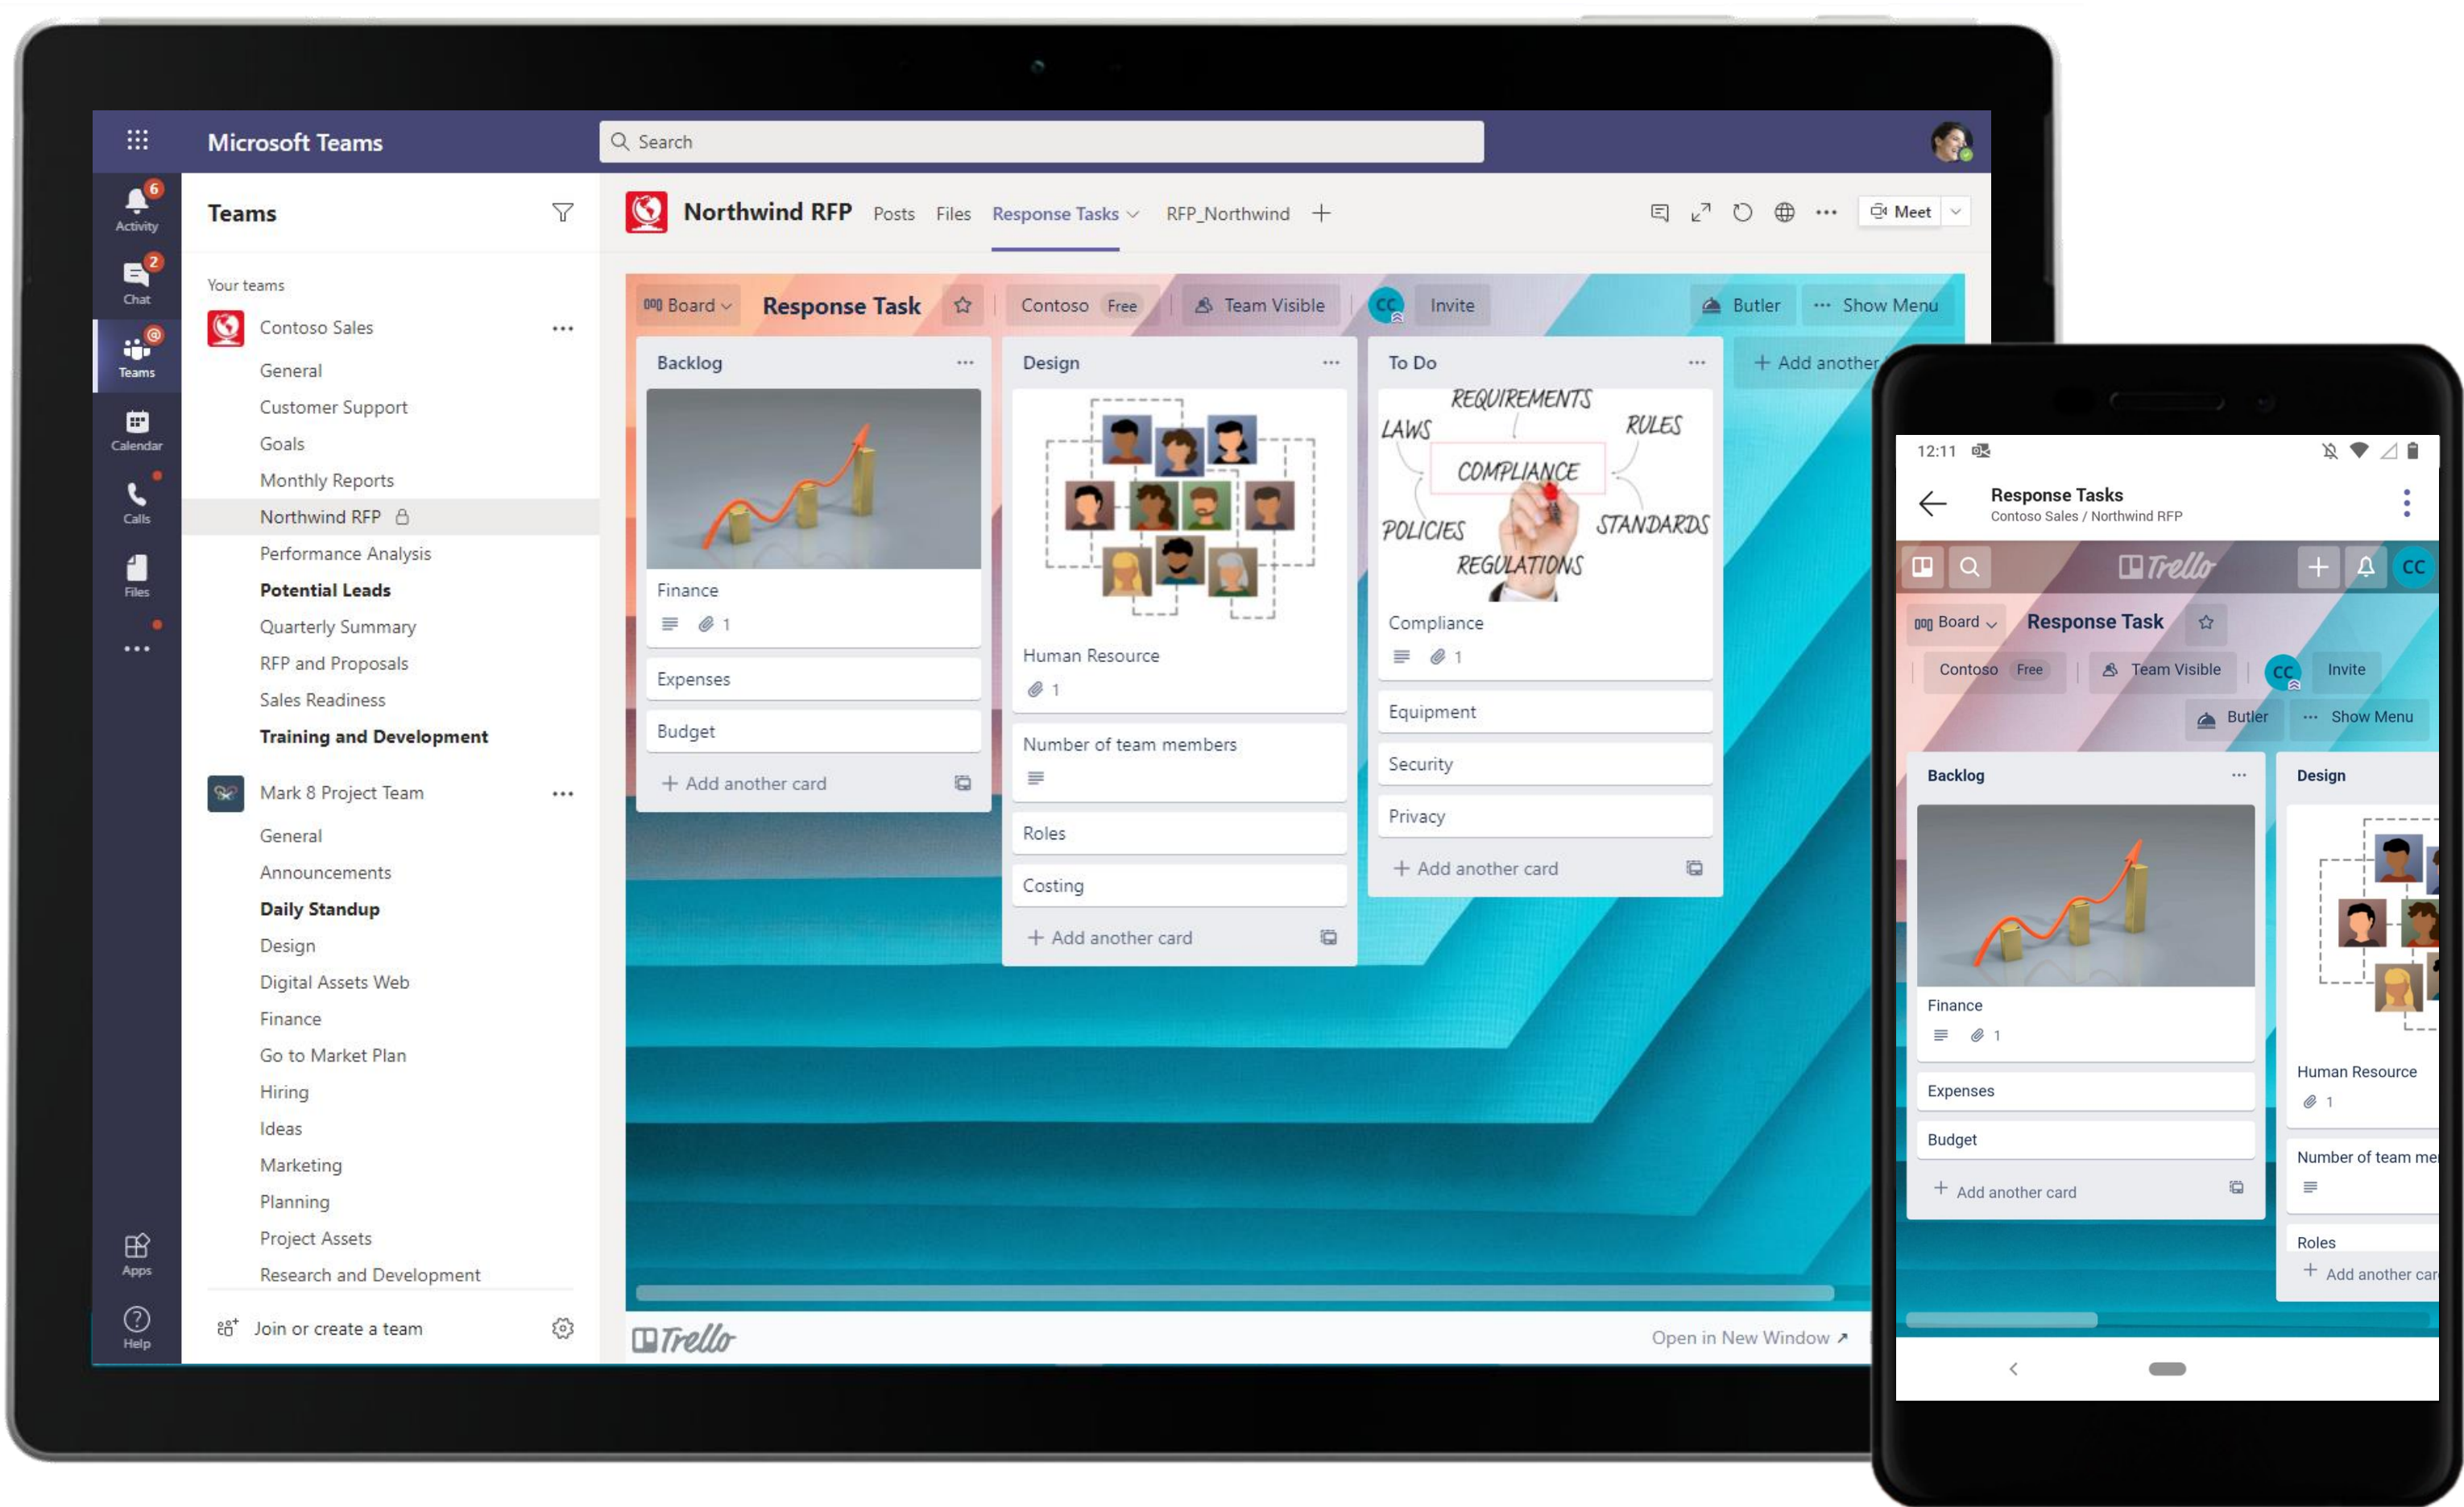 Microsoft Teams
Search
6
Activity
2
Chat
@
Teams
Calendar
Calls
Files
Apps
Help
Teams
Your teams
Contoso Sales
General
Customer Support
Goals
Monthly Reports
Northwind RFP
Performance Analysis
Potential Leads
Quarterly Summary
RFP and Proposals
Sales Readiness
Training and Development
Mark 8 Project Team
General
Announcements
Daily Standup
Design
Digital Assets Web
Finance
Go to Market Plan
Hiring
Ideas
Marketing
Planning
Project Assets
Research and Development
Join or create a team
Northwind RFP Posts Files Response Tasks RFP_Northwind
Meet
Board Response Task Contoso Free Team Visible CC Invite Butler Show Menu
Backlog
Finance
1
Expenses
Budget
+ Add another card
Design
Human Resource
1
Number of team members
Roles
Costing
+ Add another card
To Do
REQUIREMENTS
LAWS
RULES
COMPLIANCE
POLICIES
STANDARDS
REGULATIONS
Compliance
1
Equipment
Security
Privacy
+ Add another card
+ Add another
Trello
Open in New Window
12:11
Response Tasks
Contoso Sales / Northwind RFP
Trello
CC
Board Response Task
Contoso Free Team Visible CC Invite
Butler Show Menu
Backlog
Finance
1
Expenses
Budget
+ Add another card
Design
Human Resource
1
Number of team
Roles
+ Add another